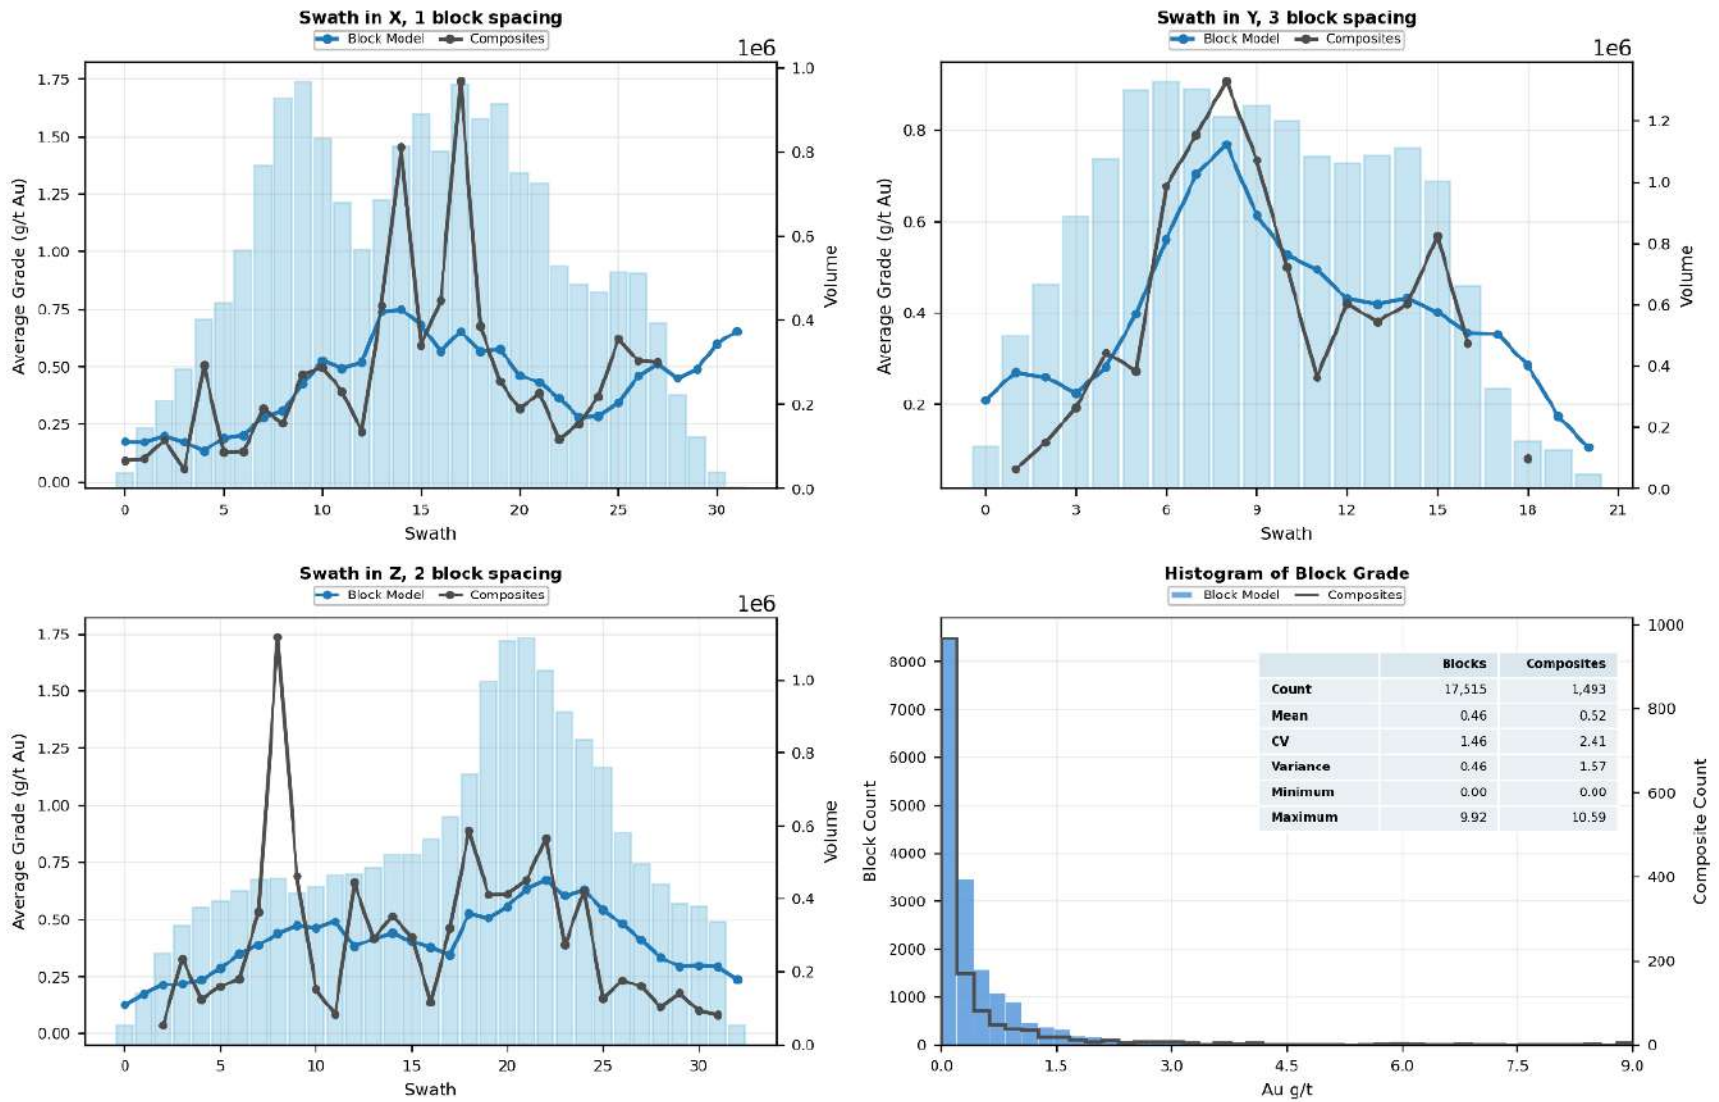 Swath in X, 1 block spacing
Block Model
Composites
1e6
1.75
1.50
1.25
1.00
0.75
0.50
0.25
0.00
Average Grade (g/t Au)
1.0
0.8
0.6
0.4
0.2
0.0
Volume
0 5 10 15 20 25 30
Swath
Swath in Y, 3 block spacing
Block Model
Composites
1e6
0.8
0.6
0.4
0.2
Average Grade (g/t Au)
1.2
1.0
0.8
0.6
0.4
0.2
0.0
Volume
0 3 6 9 12 15 18 21
Swath
Swath in Z, 2 block spacing
Block Model
Composites
1e6
1.75
1.50
1.25
1.00
0.75
0.50
0.25
0.00
Average Grade (g/t Au)
1.0
0.8
0.6
0.4
0.2
0.0
Volume
0 5 10 15 20 25 30
Swath
Histogram of Block Grade
Block Model
Composites
8000
7000
6000
5000
4000
3000
2000
1000
0
Block Count
Blocks Composites
Count 17,515 1,493
Mean 0.46 0.52
CV 1.46 2.41
Variance 0.46 1.57
Minimum 0.00 0.00
Maximum 9.92 10.59
1000
800
600
400
200
0
Composite Count
0.0 1.5 3.0 4.5 6.0 7.5 9.0
Au g/t